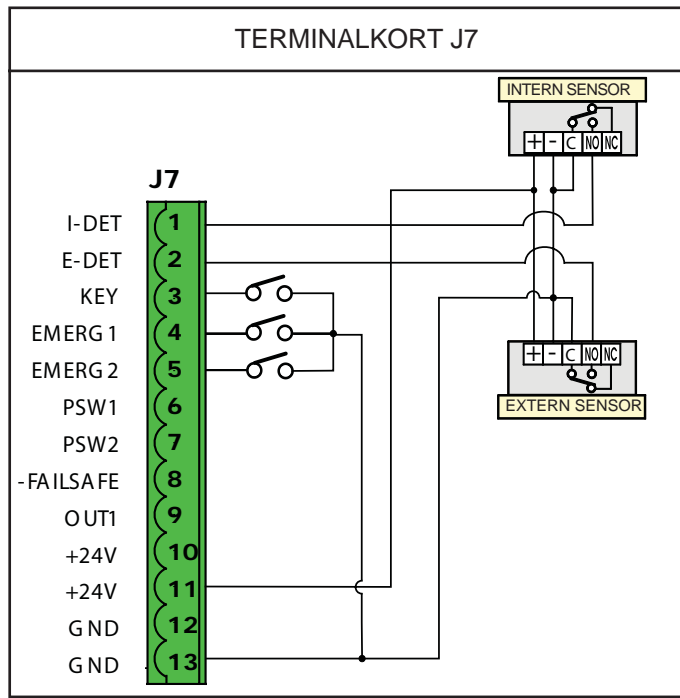 TERMINALKORT J7
INTERN SENSOR
+ - C NO NC
J7
I-DET 1
E-DET 2
KEY 3
EMERG 1 4
EMERG 2 5
PSW1 6
PSW2 7
-FAILSAFE 8
OUT1 9
+24V 10
+24V 11
GND 12
GND 13
+ - C NO NC
EXTERN SENSOR